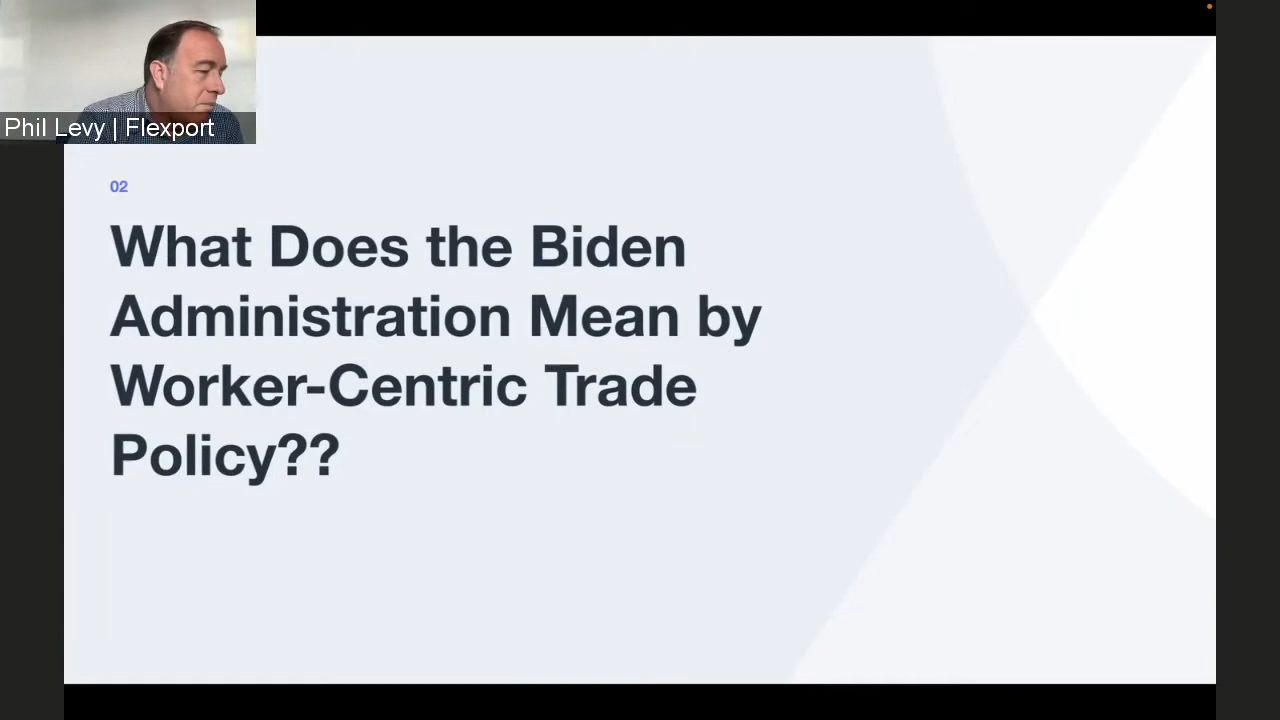 Phil Levy | Flexport
02
What Does the Biden
Administration Mean by
Worker-Centric Trade
Policy??